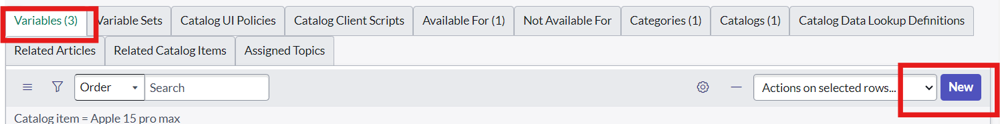 Variables (3) Variable Sets Catalog UI Policies Catalog Client Scripts Available For (1) Not Available For Categories (1) Catalogs (1) Catalog Data Lookup Definitions
Related Articles Related Catalog Items Assigned Topics
Order Search Actions on selected rows... New
Catalog item = Apple 15 pro max